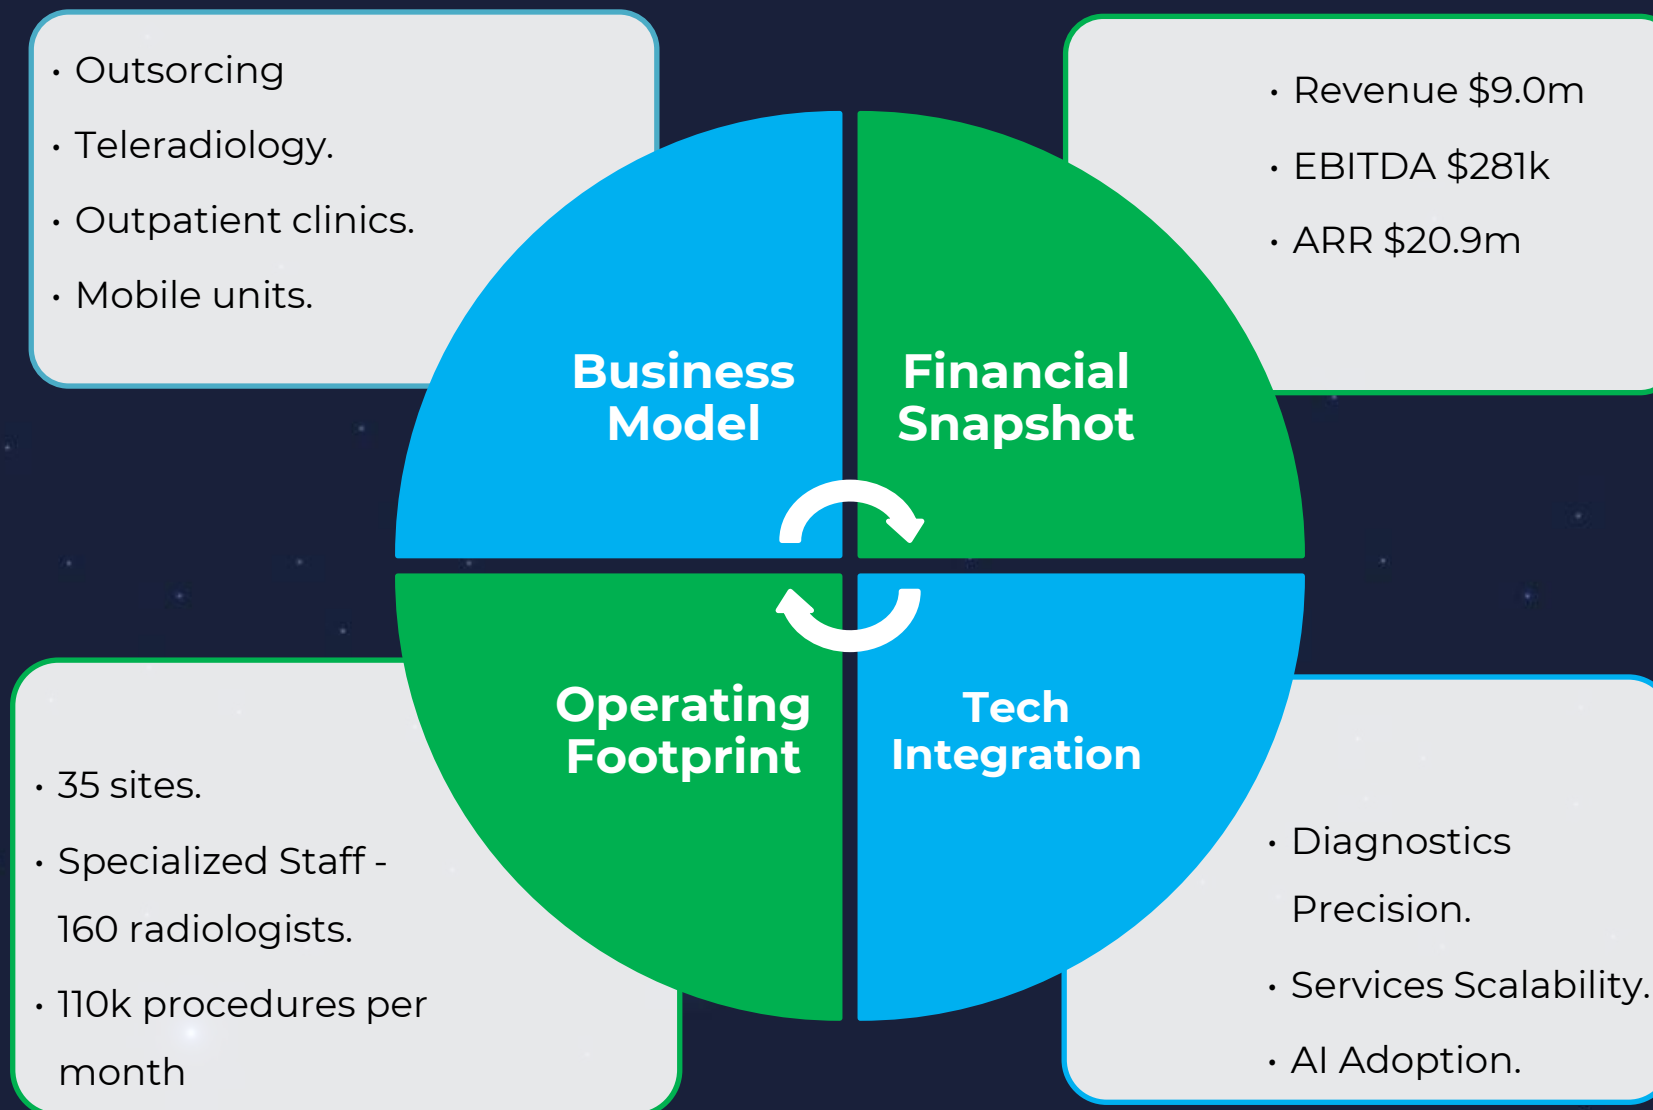 • Outsorcing
• Teleradiology.
• Outpatient clinics.
• Mobile units.
Business
Model
• Revenue $9.0m
• EBITDA $281k
• ARR $20.9m
Financial
Snapshot
Operating
Footprint
• 35 sites.
• Specialized Staff -
160 radiologists.
• 110k procedures per
month
Tech
Integration
• Diagnostics
Precision.
• Services Scalability.
• AI Adoption.